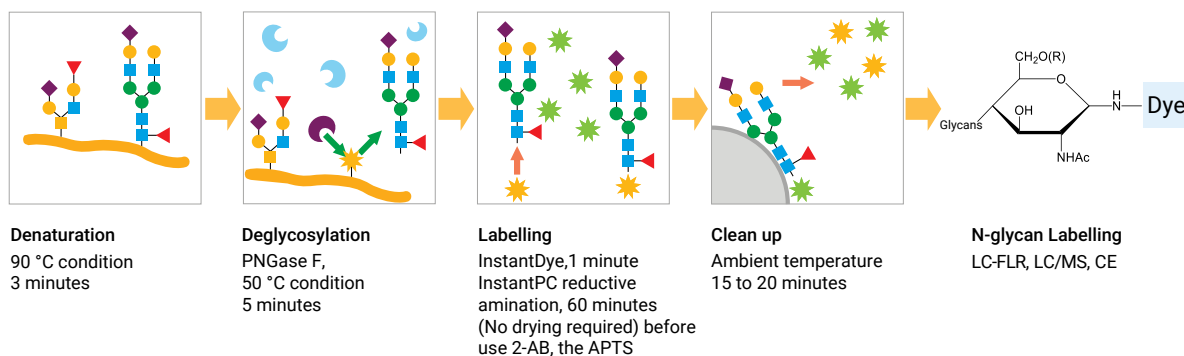 CH₂O(R)
O
H
N
Dye
Glycans
OH
NHAc
Denaturation
90 °C condition
3 minutes
Deglycosylation
PNGase F,
50 °C condition
5 minutes
Labelling
InstantDye,1 minute
InstantPC reductive
amination, 60 minutes
(No drying required) before
use 2-AB, the APTS
Clean up
Ambient temperature
15 to 20 minutes
N-glycan Labelling
LC-FLR, LC/MS, CE